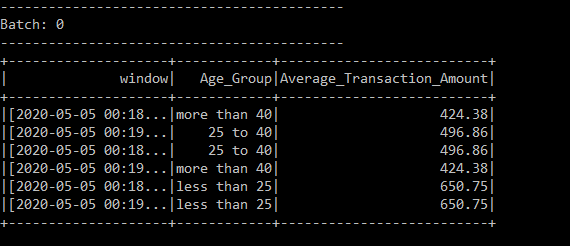 -------------------------------------------
Batch: 0
-------------------------------------------
+--------------------+------------+--------------------------+
|              window|   Age_Group|Average_Transaction_Amount|
+--------------------+------------+--------------------------+
|[2020-05-05 00:18...|more than 40|                    424.38|
|[2020-05-05 00:19...|    25 to 40|                    496.86|
|[2020-05-05 00:18...|    25 to 40|                    496.86|
|[2020-05-05 00:19...|more than 40|                    424.38|
|[2020-05-05 00:18...|less than 25|                    650.75|
|[2020-05-05 00:19...|less than 25|                    650.75|
+--------------------+------------+--------------------------+